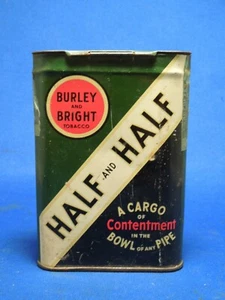 BURLEY
AND
BRIGHT
TOBACCO
HALF AND HALF
A CARGO
OF
Contentment
IN THE
BOWL OF ANY PIPE